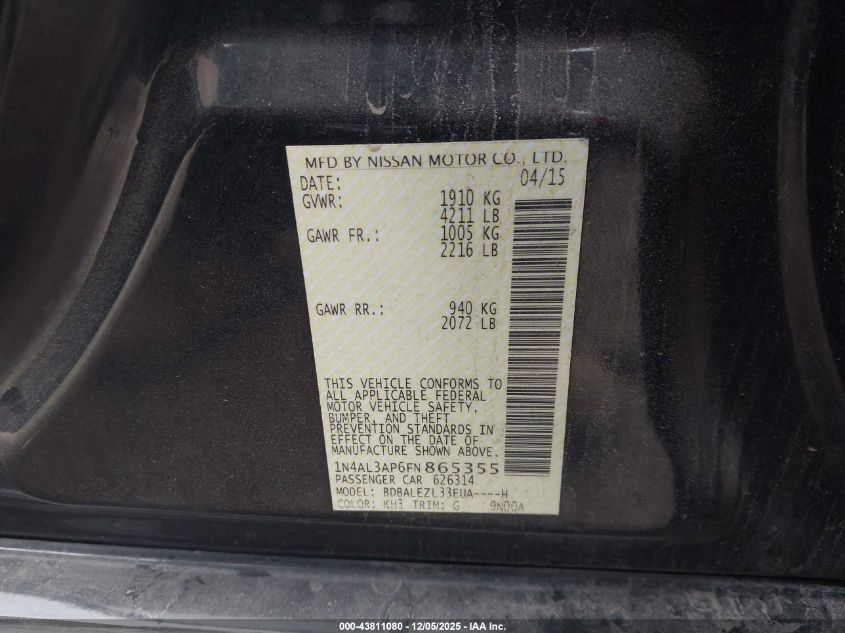 MFD BY NISSAN MOTOR CO., LTD.
DATE: 04/15
GVWR: 1910 KG
4211 LB
GAWR FR.: 1005 KG
2216 LB
GAWR RR.: 940 KG
2072 LB
THIS VEHICLE CONFORMS TO
ALL APPLICABLE FEDERAL
MOTOR VEHICLE SAFETY,
BUMPER, AND THEFT
PREVENTION STANDARDS IN
EFFECT ON THE DATE OF
MANUFACTURE SHOWN ABOVE.
1N4AL3AP6FN865355
PASSENGER CAR 626314
MODEL: BDBALEZL33EUA----H
COLOR: KH3 TRIM: G 9N00A
000-43811080 - 12/05/2025 - IAA Inc.